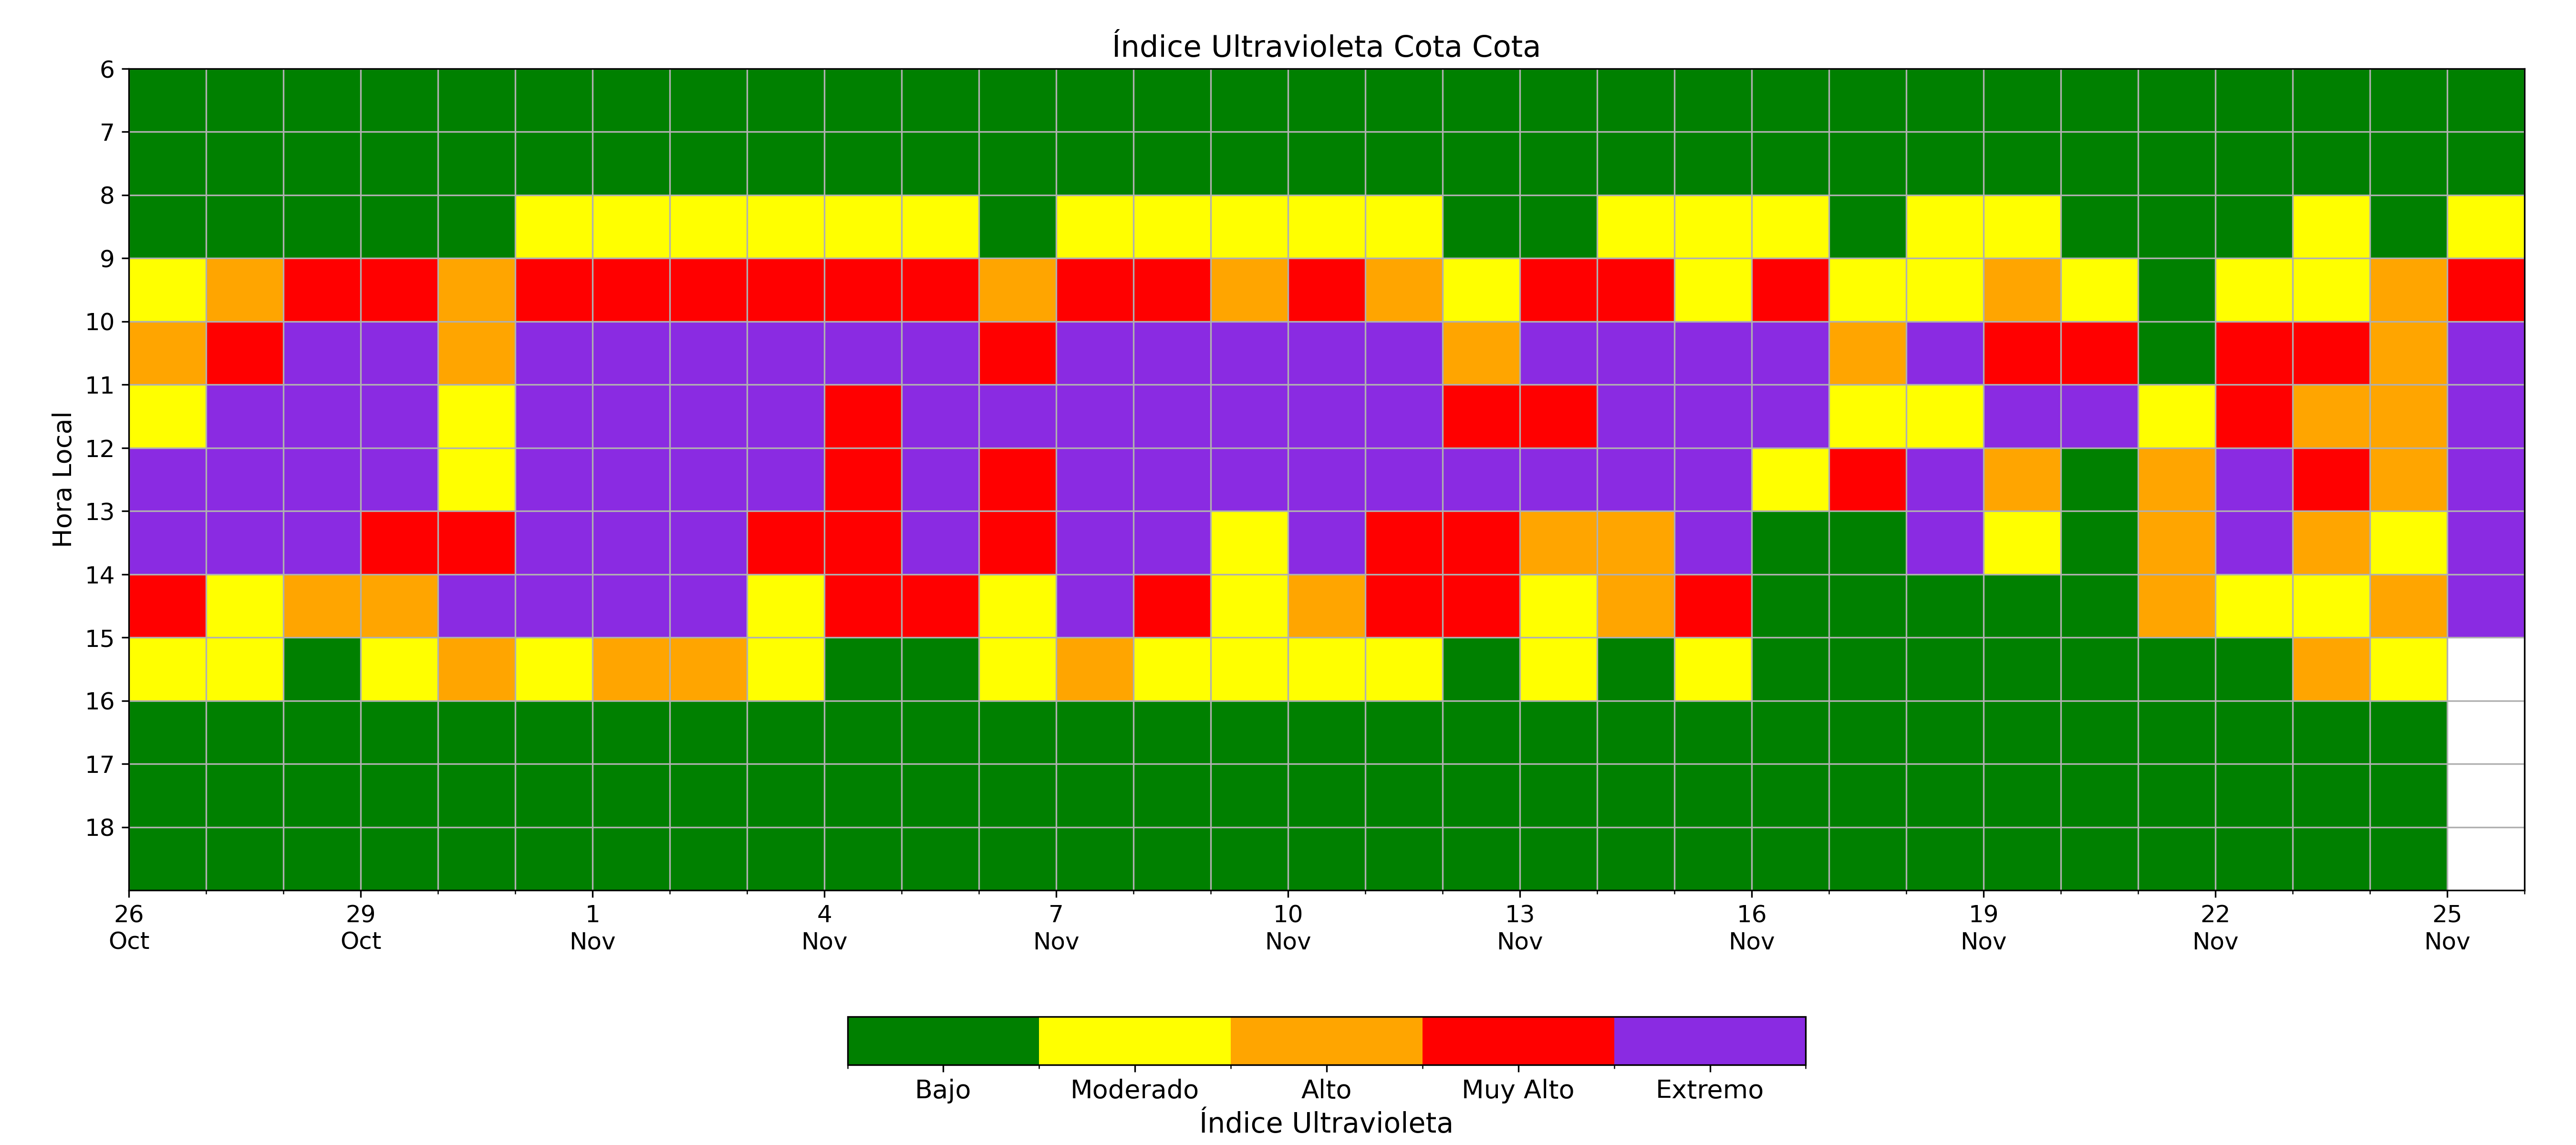 Índice Ultravioleta Cota Cota
6
7
8
9
10
11
12
13
14
15
16
17
18
Hora Local
26 29 1 4 7 10 13 16 19 22 25
Oct Oct Nov Nov Nov Nov Nov Nov Nov Nov Nov
Bajo Moderado Alto Muy Alto Extremo
Índice Ultravioleta